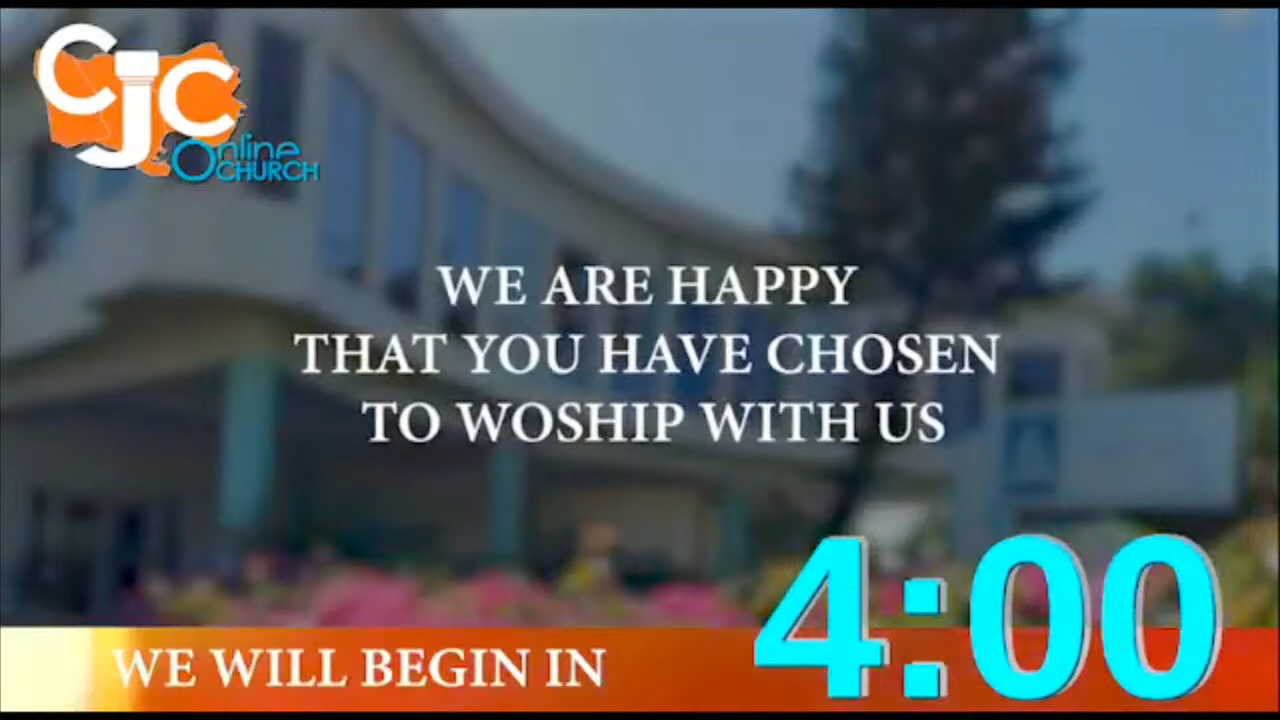 CJC
Online
CHURCH
WE ARE HAPPY
THAT YOU HAVE CHOSEN
TO WOSHIP WITH US
WE WILL BEGIN IN
4:00